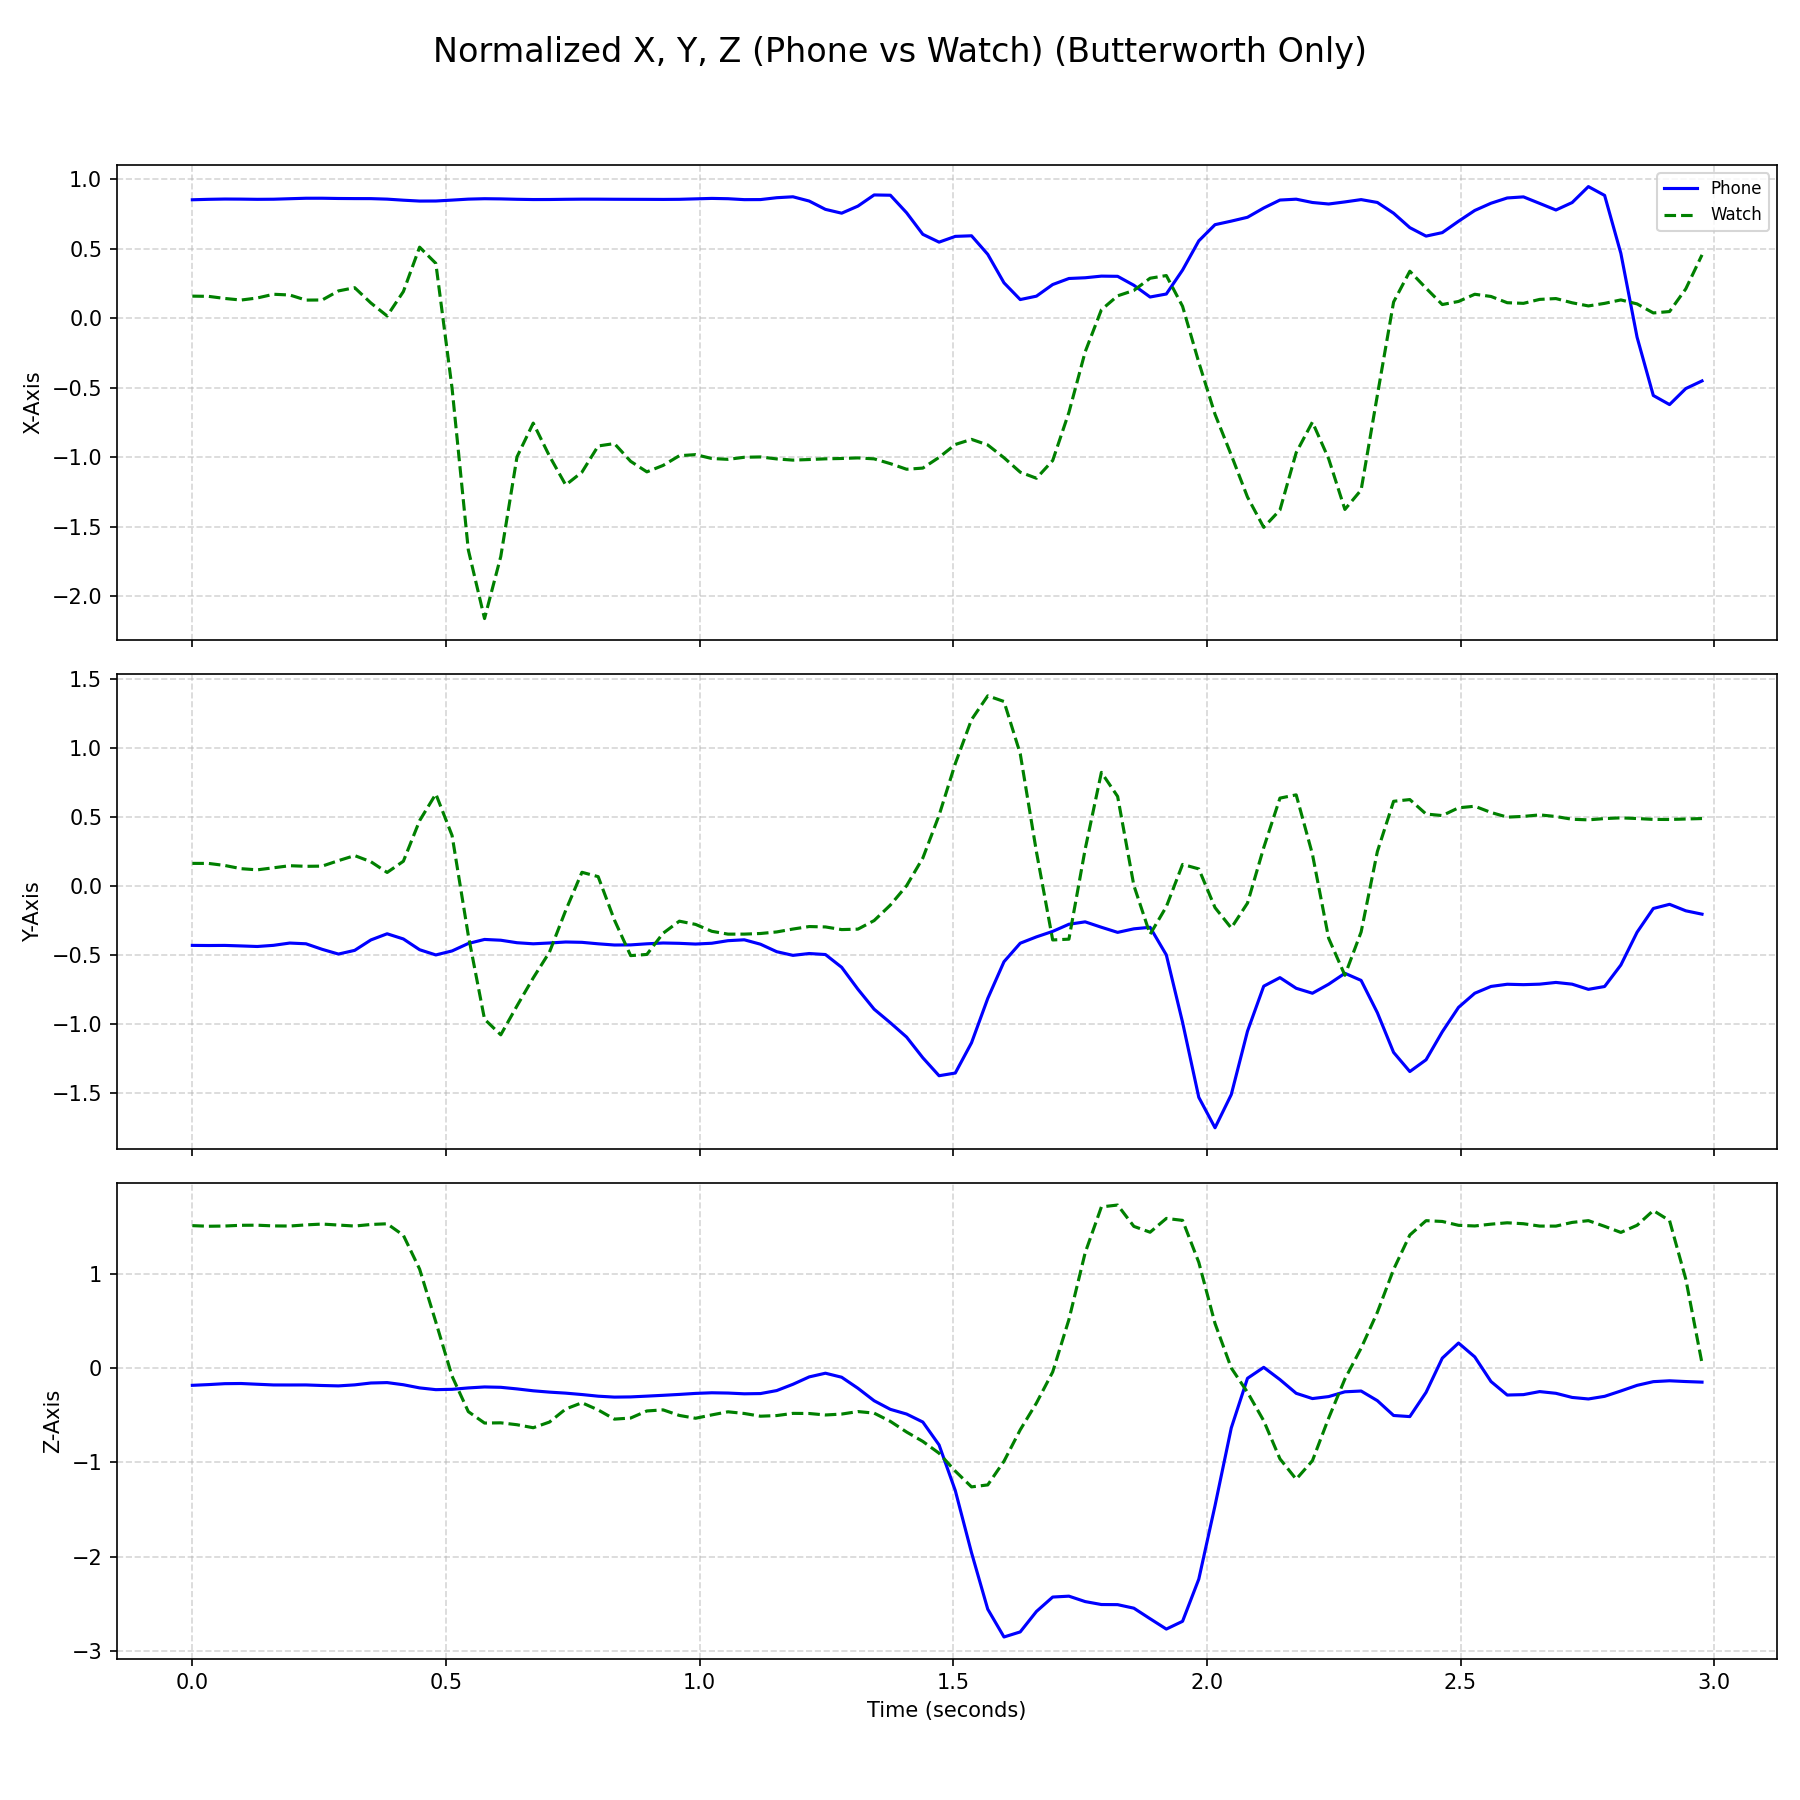 Normalized X, Y, Z (Phone vs Watch) (Butterworth Only)
Phone
Watch
1.0
0.5
0.0
−0.5
−1.0
−1.5
−2.0
X-Axis
1.5
1.0
0.5
0.0
−0.5
−1.0
−1.5
Y-Axis
1
0
−1
−2
−3
Z-Axis
0.0 0.5 1.0 1.5 2.0 2.5 3.0
Time (seconds)